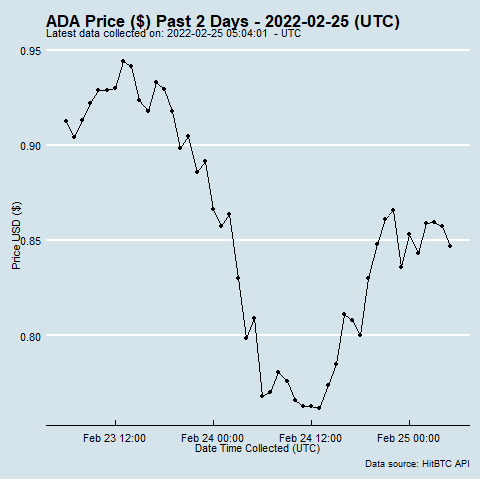 ADA Price ($) Past 2 Days - 2022-02-25 (UTC)
Latest data collected on: 2022-02-25 05:04:01  - UTC
0.95
0.90
0.85
0.80
Price USD ($)
Feb 23 12:00 Feb 24 00:00 Feb 24 12:00 Feb 25 00:00
Date Time Collected (UTC)
Data source: HitBTC API